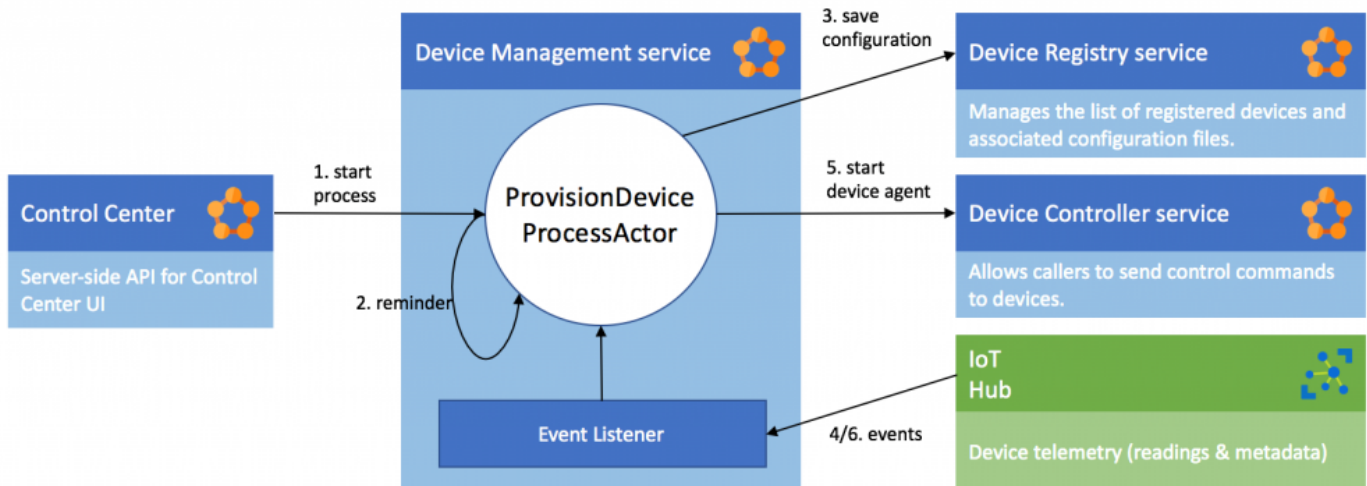 3. save
configuration
Device Management service
Device Registry service
Manages the list of registered devices and
associated configuration files.
1. start
process
5. start
device agent
ProvisionDevice
ProcessActor
Control Center
Device Controller service
Server-side API for Control
Center UI
Allows callers to send control commands
to devices.
2. reminder
IoT
Hub
Event Listener
4/6. events
Device telemetry (readings & metadata)